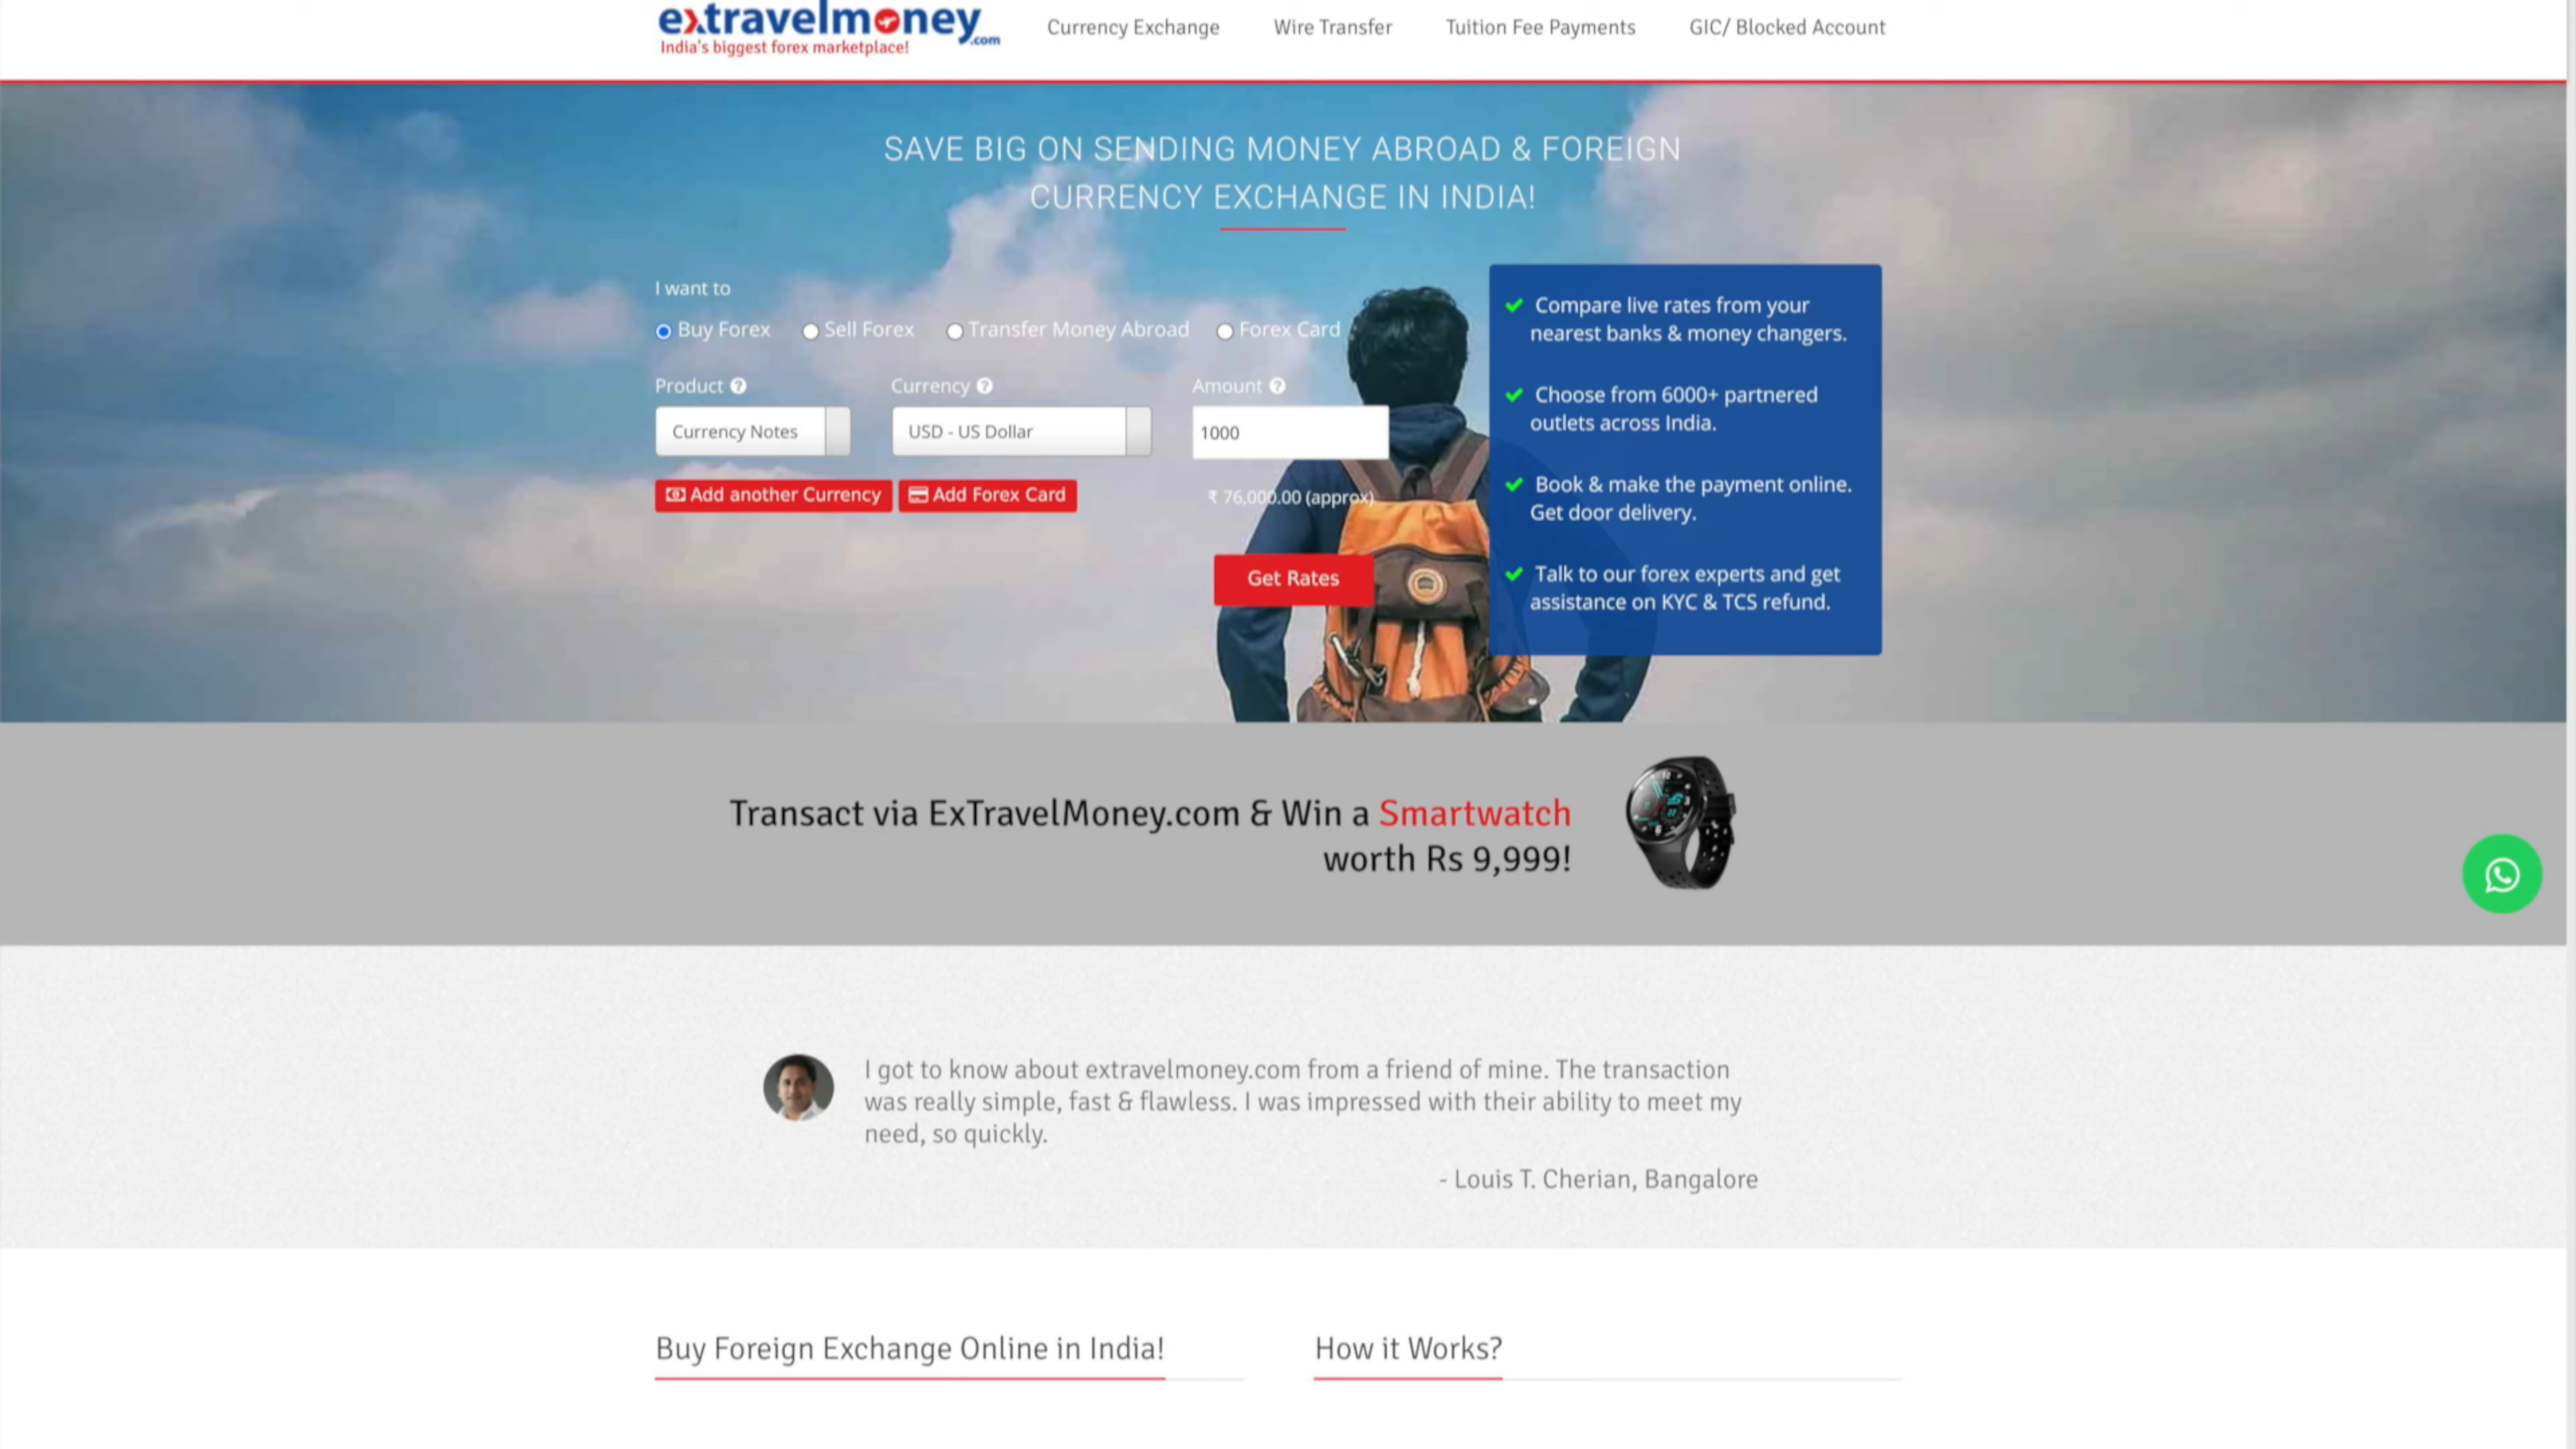 extravelmoney.com
India's biggest forex marketplace!
Currency Exchange
Wire Transfer
Tuition Fee Payments
GIC/ Blocked Account
SAVE BIG ON SENDING MONEY ABROAD & FOREIGN
CURRENCY EXCHANGE IN INDIA!
I want to
Buy Forex
Sell Forex
Transfer Money Abroad
Forex Card
Product
Currency
Amount
Currency Notes
USD - US Dollar
1000
Add another Currency
Add Forex Card
₹ 76,000.00 (approx)
Get Rates
Compare live rates from your
nearest banks & money changers.
Choose from 6000+ partnered
outlets across India.
Book & make the payment online.
Get door delivery.
Talk to our forex experts and get
assistance on KYC & TCS refund.
Transact via ExTravelMoney.com & Win a Smartwatch
worth Rs 9,999!
I got to know about extravelmoney.com from a friend of mine. The transaction
was really simple, fast & flawless. I was impressed with their ability to meet my
need, so quickly.
- Louis T. Cherian, Bangalore
Buy Foreign Exchange Online in India!
How it Works?